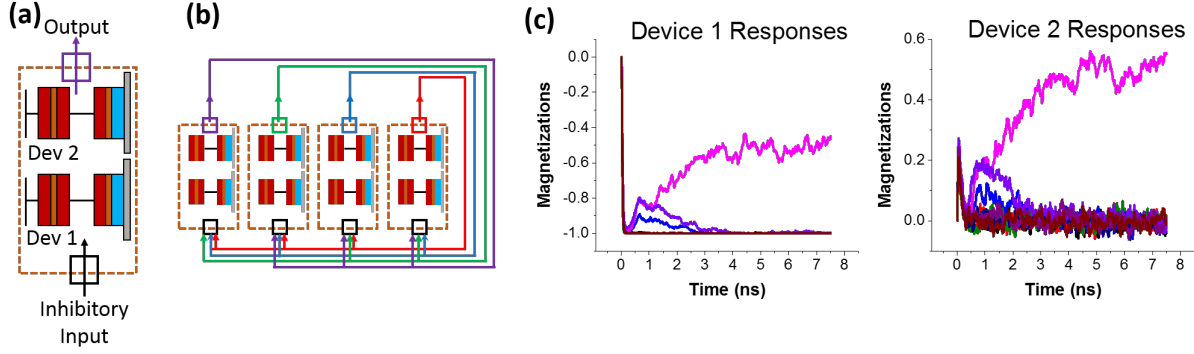 (a)
Output
Dev 2
Dev 1
Inhibitory
Input
(b)
(c)
Device 1 Responses
Magnetizations
0.0
-0.2
-0.4
-0.6
-0.8
-1.0
0 1 2 3 4 5 6 7 8
Time (ns)
Device 2 Responses
Magnetizations
0.6
0.4
0.2
0.0
0 1 2 3 4 5 6 7 8
Time (ns)